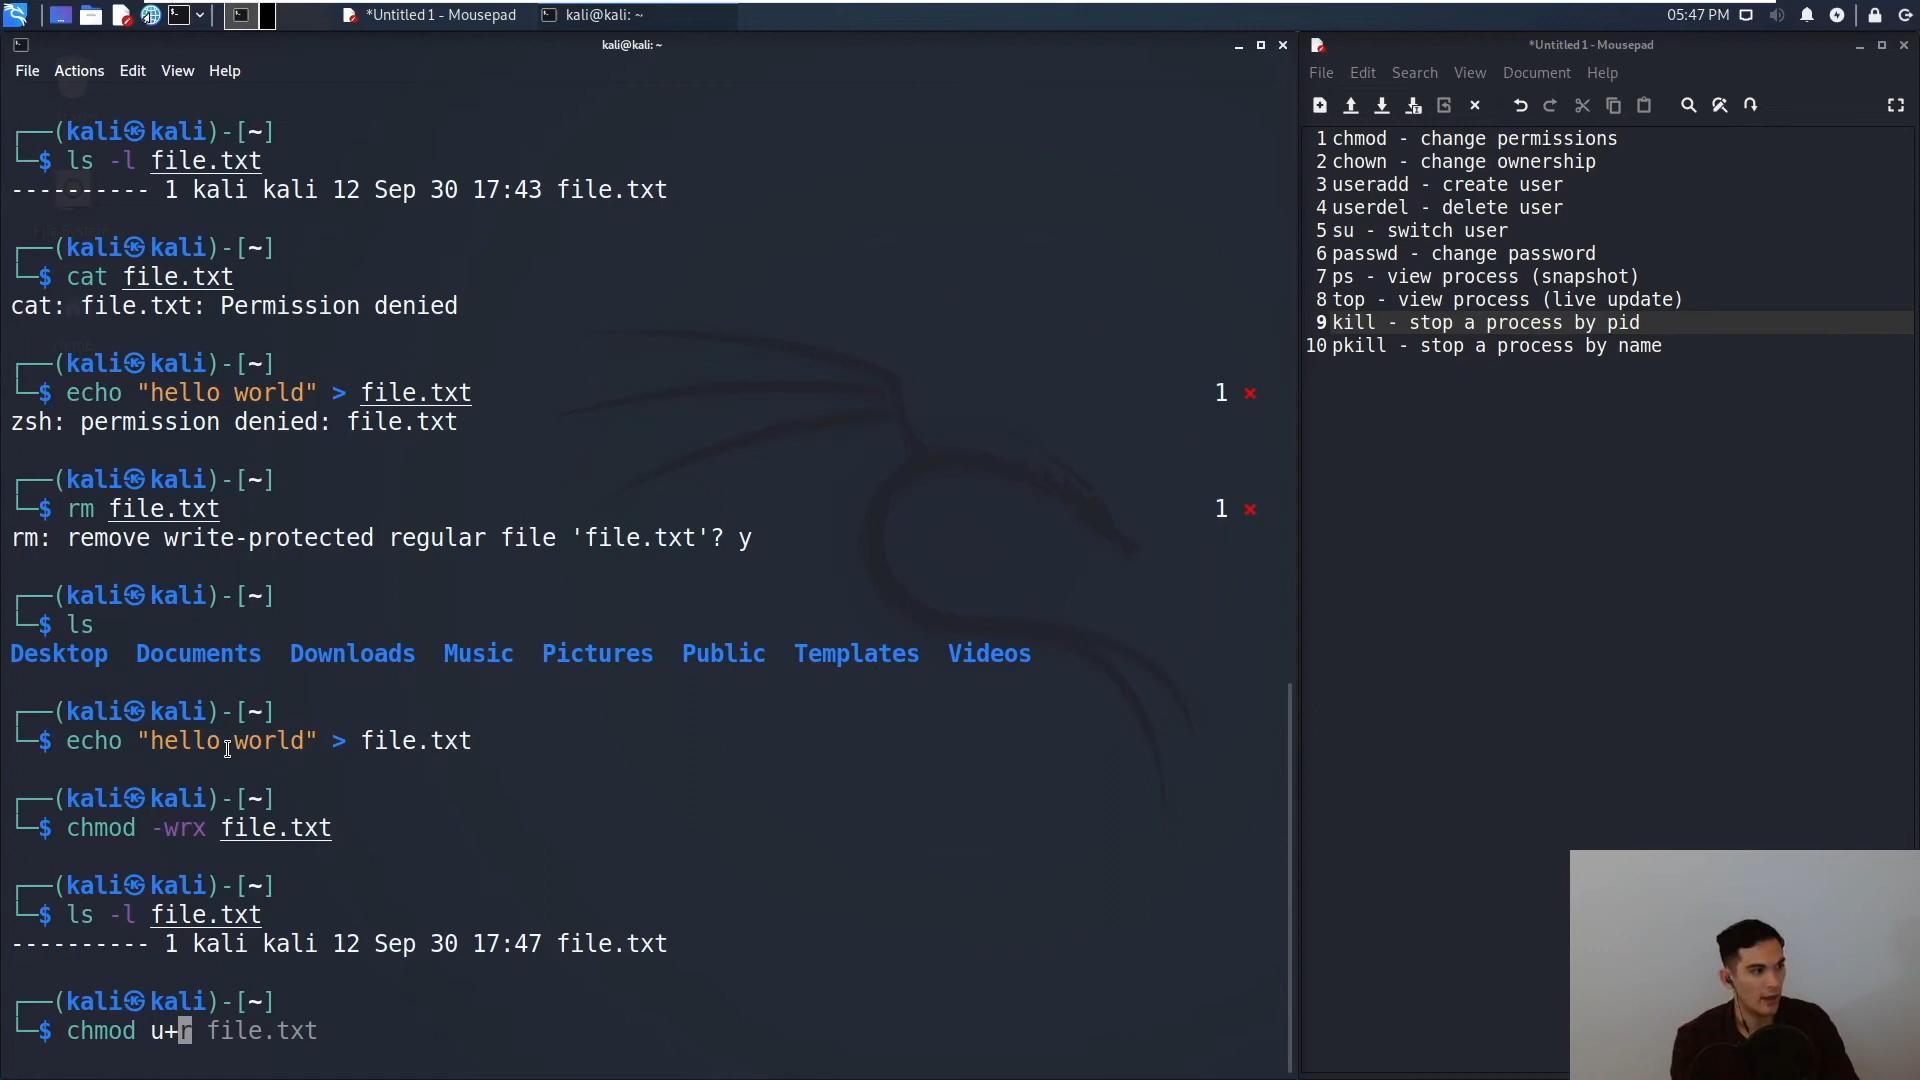 *Untitled 1 - Mousepad
kali@kali: ~
05:47 PM
kali@kali: ~
File Actions Edit View Help
┌──(kali㉿kali)-[~]
└─$ ls -l file.txt
---------- 1 kali kali 12 Sep 30 17:43 file.txt
┌──(kali㉿kali)-[~]
└─$ cat file.txt
cat: file.txt: Permission denied
┌──(kali㉿kali)-[~]
└─$ echo "hello world" > file.txt 1 ⨯
zsh: permission denied: file.txt
┌──(kali㉿kali)-[~]
└─$ rm file.txt 1 ⨯
rm: remove write-protected regular file 'file.txt'? y
┌──(kali㉿kali)-[~]
└─$ ls
Desktop Documents Downloads Music Pictures Public Templates Videos
┌──(kali㉿kali)-[~]
└─$ echo "hello world" > file.txt
┌──(kali㉿kali)-[~]
└─$ chmod -wrx file.txt
┌──(kali㉿kali)-[~]
└─$ ls -l file.txt
---------- 1 kali kali 12 Sep 30 17:47 file.txt
┌──(kali㉿kali)-[~]
└─$ chmod u+r file.txt
*Untitled 1 - Mousepad
File Edit Search View Document Help
1 chmod - change permissions
2 chown - change ownership
3 useradd - create user
4 userdel - delete user
5 su - switch user
6 passwd - change password
7 ps - view process (snapshot)
8 top - view process (live update)
9 kill - stop a process by pid
10 pkill - stop a process by name